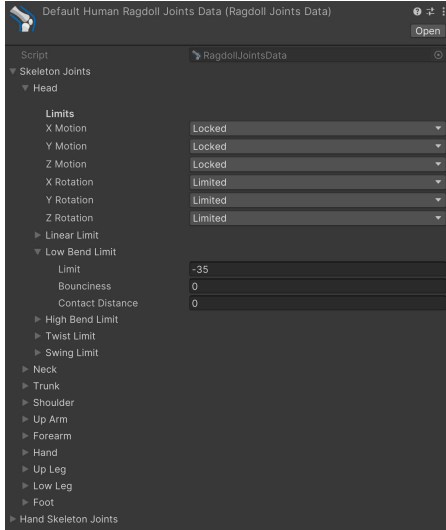 Default Human Ragdoll Joints Data (Ragdoll Joints Data)
Open
Script RagdollJointsData
Skeleton Joints
Head
Limits
X Motion Locked
Y Motion Locked
Z Motion Locked
X Rotation Limited
Y Rotation Limited
Z Rotation Limited
Linear Limit
Low Bend Limit
Limit -35
Bounciness 0
Contact Distance 0
High Bend Limit
Twist Limit
Swing Limit
Neck
Trunk
Shoulder
Up Arm
Forearm
Hand
Up Leg
Low Leg
Foot
Hand Skeleton Joints